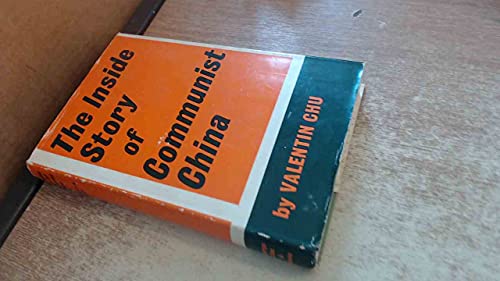 The Inside
Story
of
Communist
China
by VALENTIN CHU